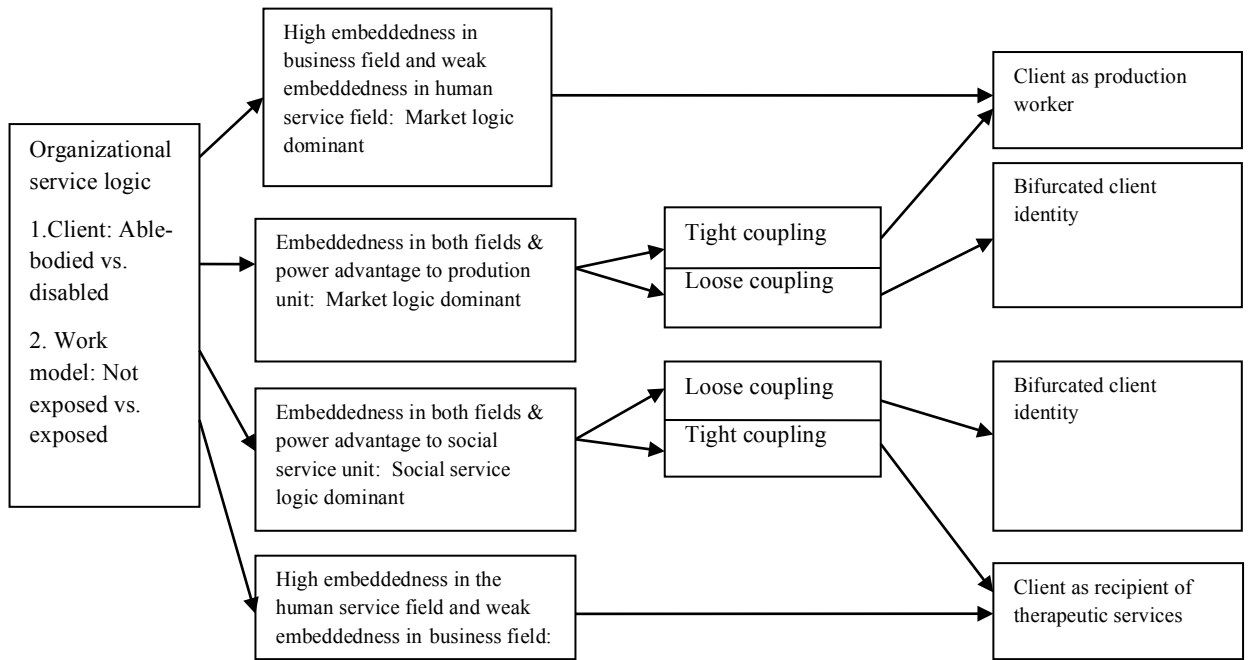 Organizational
service logic
1.Client: Able-
bodied vs.
disabled
2. Work
model: Not
exposed vs.
exposed
High embeddedness in
business field and weak
embeddedness in human
service field:  Market logic
dominant
Embeddedness in both fields &
power advantage to prodution
unit:  Market logic dominant
Embeddedness in both fields &
power advantage to social
service unit:  Social service
logic dominant
High embeddedness in the
human service field and weak
embeddedness in business field:
Tight coupling
Loose coupling
Loose coupling
Tight coupling
Client as production
worker
Bifurcated client
identity
Bifurcated client
identity
Client as recipient of
therapeutic services